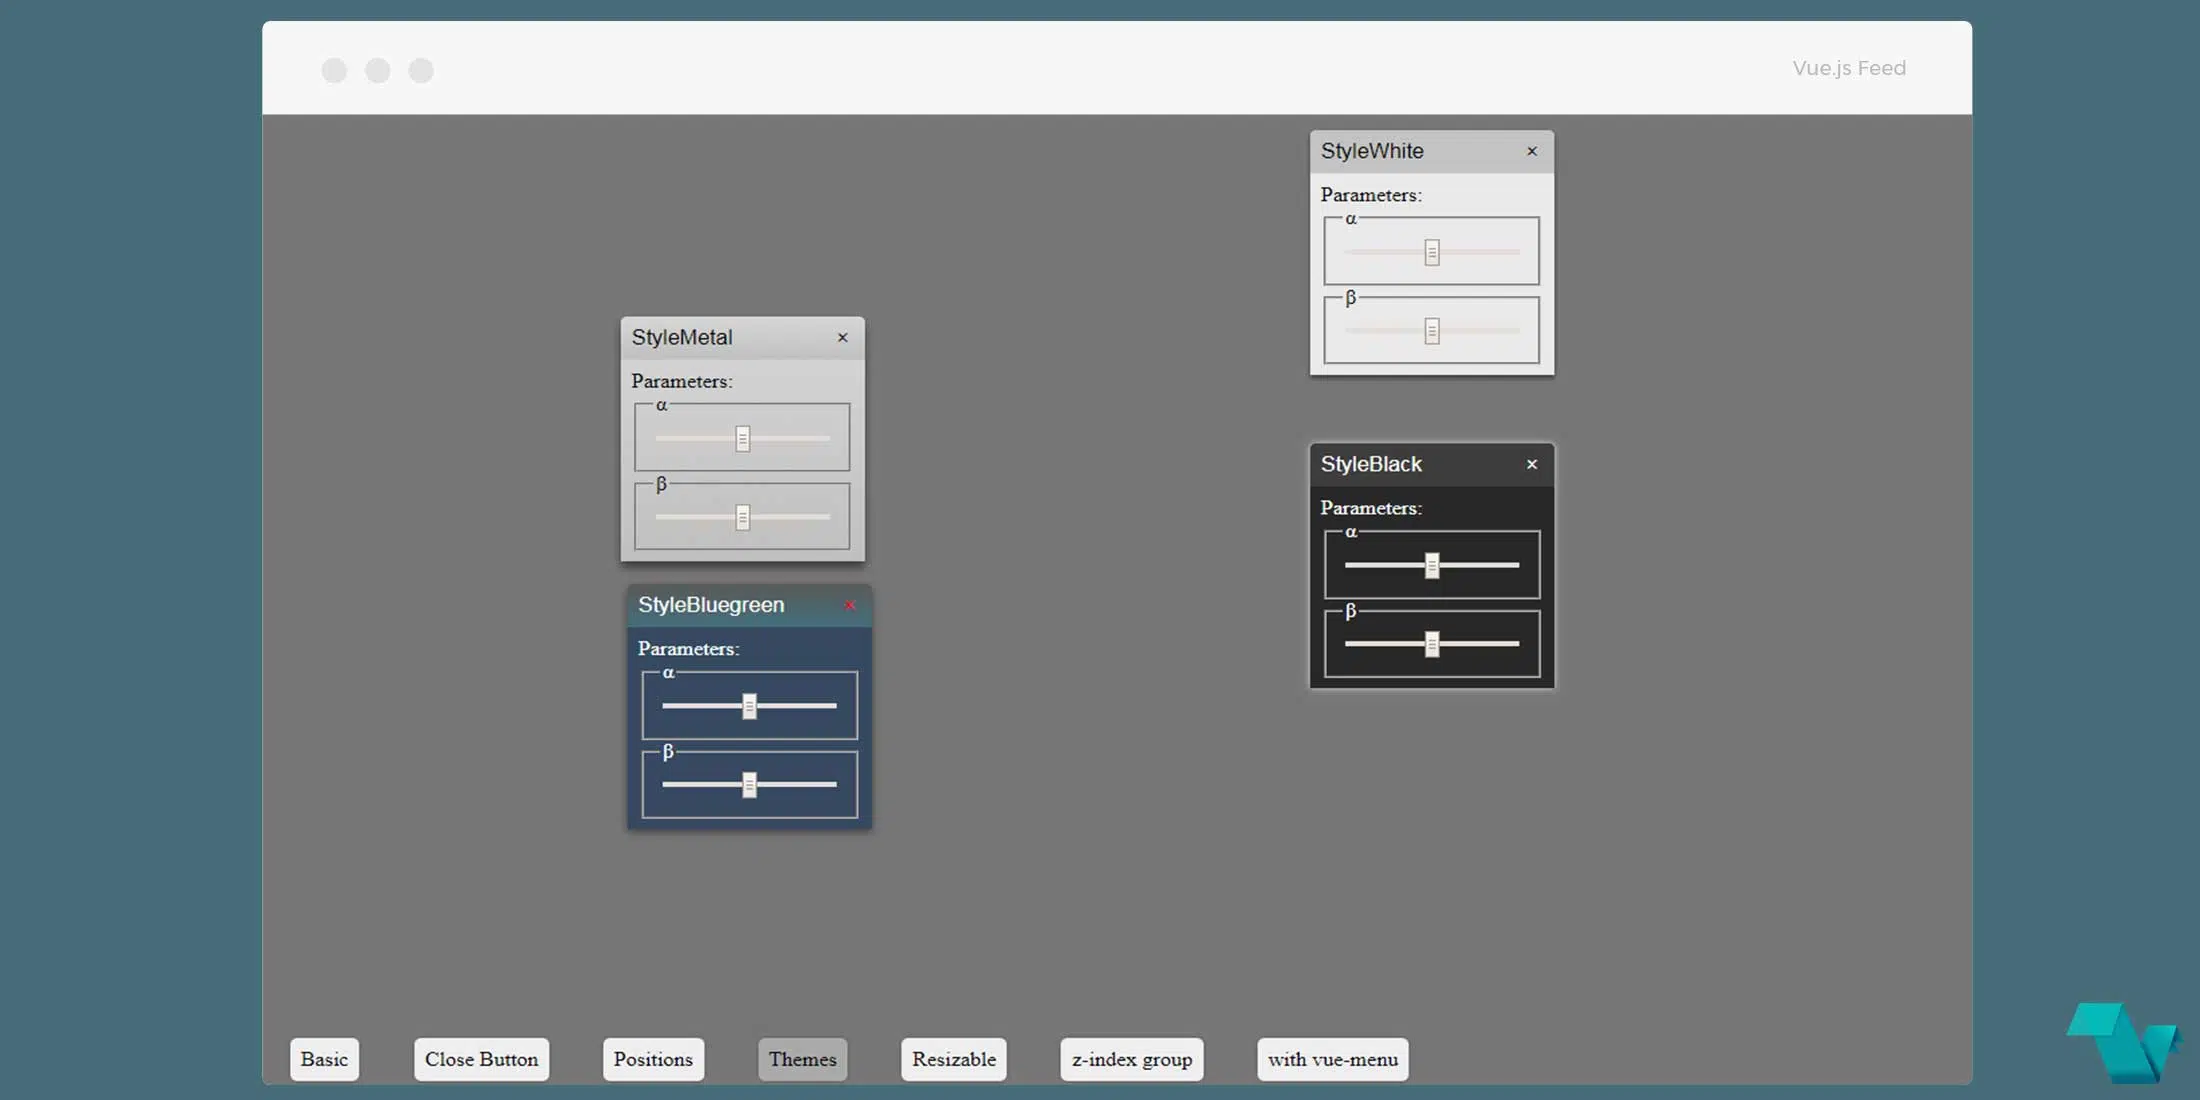 Vue.js Feed
StyleWhite ×
Parameters:
α
β
StyleMetal ×
Parameters:
α
β
StyleBlack ×
Parameters:
α
β
StyleBluegreen ×
Parameters:
α
β
Basic Close Button Positions Themes Resizable z-index group with vue-menu